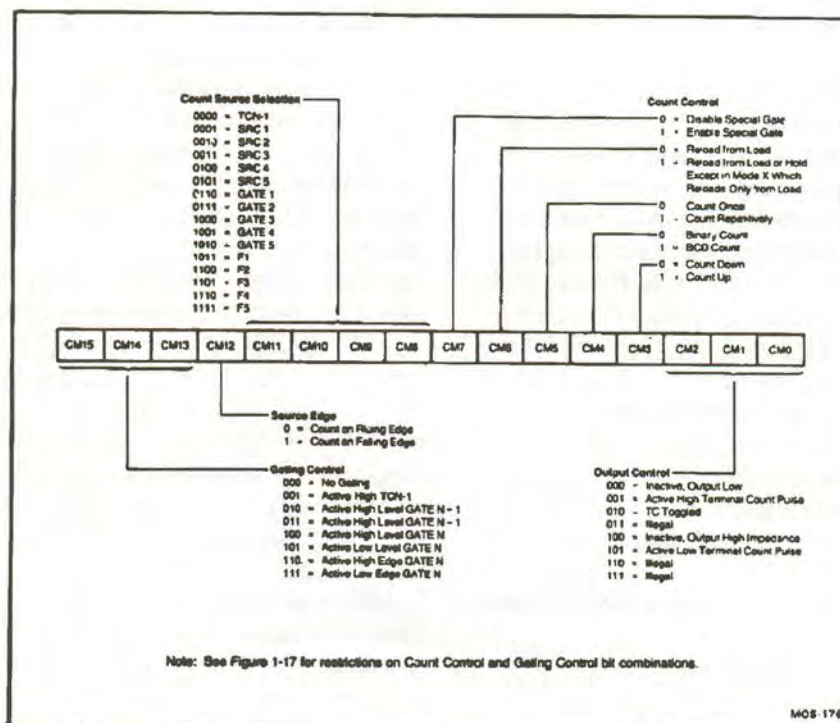 Count Source Selection
0000 = TCN-1
0001 - SRC 1
0010 - SRC 2
0011 - SRC 3
0100 - SRC 4
0101 - SRC 5
0110 - GATE 1
0111 - GATE 2
1000 = GATE 3
1001 - GATE 4
1010 - GATE 5
1011 = F1
1100 = F2
1101 = F3
1110 = F4
1111 = F5
Count Control
0 = Disable Special Gate
1 = Enable Special Gate
0 = Reload from Load
1 = Reload from Load or Hold
Except in Mode X Which
Reloads Only from Load
0 = Count Once
1 = Count Repetitively
0 = Binary Count
1 = BCD Count
0 = Count Down
1 = Count Up
CM15 CM14 CM13 CM12 CM11 CM10 CM9 CM8 CM7 CM6 CM5 CM4 CM3 CM2 CM1 CM0
Source Edge
0 = Count on Rising Edge
1 = Count on Falling Edge
Gating Control
000 = No Gating
001 = Active High TCN-1
010 = Active High Level GATE N - 1
011 = Active High Level GATE N - 1
100 = Active High Level GATE N
101 = Active Low Level GATE N
110 = Active High Edge GATE N
111 = Active Low Edge GATE N
Output Control
000 - Inactive, Output Low
001 = Active High Terminal Count Pulse
010 - TC Toggled
011 = Illegal
100 = Inactive, Output High Impedance
101 = Active Low Terminal Count Pulse
110 = Illegal
111 = Illegal
Note: See Figure 1-17 for restrictions on Count Control and Gating Control bit combinations.